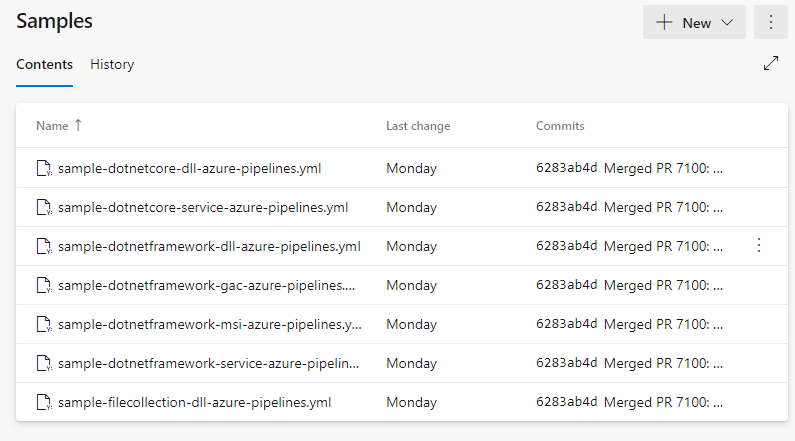 Samples
New
Contents History
Name Last change Commits
sample-dotnetcore-dll-azure-pipelines.yml Monday 6283ab4d Merged PR 7100: ...
sample-dotnetcore-service-azure-pipelines.yml Monday 6283ab4d Merged PR 7100: ...
sample-dotnetframework-dll-azure-pipelines.yml Monday 6283ab4d Merged PR 7100: ...
sample-dotnetframework-gac-azure-pipelines.... Monday 6283ab4d Merged PR 7100: ...
sample-dotnetframework-msi-azure-pipelines.y... Monday 6283ab4d Merged PR 7100: ...
sample-dotnetframework-service-azure-pipelin... Monday 6283ab4d Merged PR 7100: ...
sample-filecollection-dll-azure-pipelines.yml Monday 6283ab4d Merged PR 7100: ...